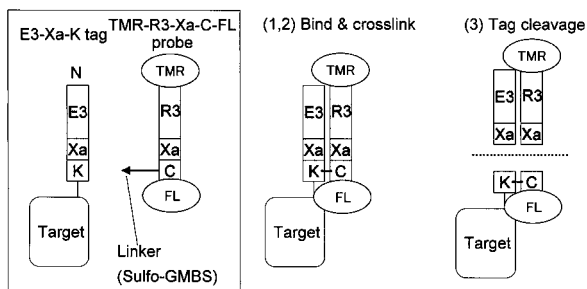 E3-Xa-K tag
TMR-R3-Xa-C-FL
probe
N
E3
Xa
K
Target
TMR
R3
Xa
C
FL
Linker
(Sulfo-GMBS)
(1,2) Bind & crosslink
TMR
E3
R3
Xa
Xa
K
C
FL
Target
(3) Tag cleavage
TMR
E3
R3
Xa
Xa
K
C
FL
Target